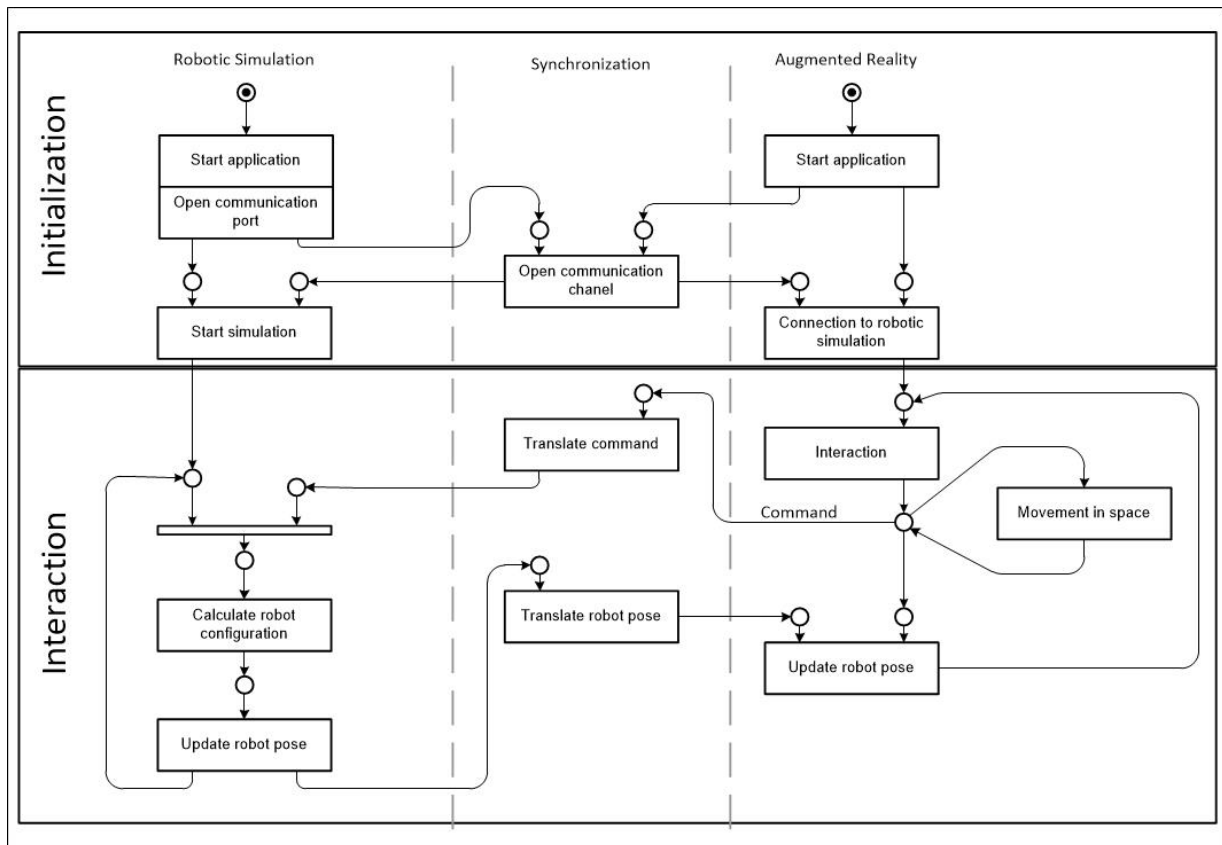 Robotic Simulation
Synchronization
Augmented Reality
Initialization
Start application
Open communication
port
Start application
Open communication
chanel
Start simulation
Connection to robotic
simulation
Interaction
Translate command
Interaction
Command
Movement in space
Calculate robot
configuration
Translate robot pose
Update robot pose
Update robot pose